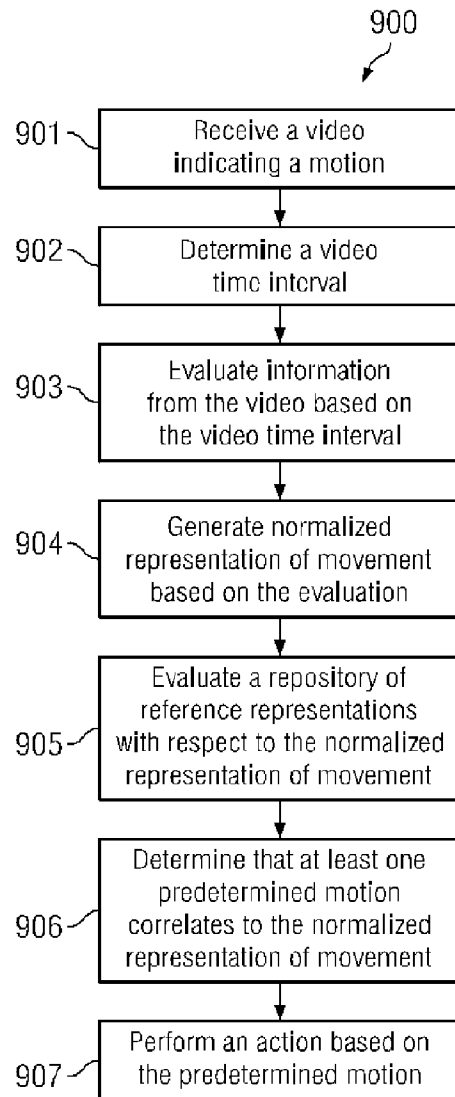 900
901
Receive a video
indicating a motion
902
Determine a video
time interval
903
Evaluate information
from the video based on
the video time interval
904
Generate normalized
representation of movement
based on the evaluation
905
Evaluate a repository of
reference representations
with respect to the normalized
representation of movement
906
Determine that at least one
predetermined motion
correlates to the normalized
representation of movement
907
Perform an action based on
the predetermined motion